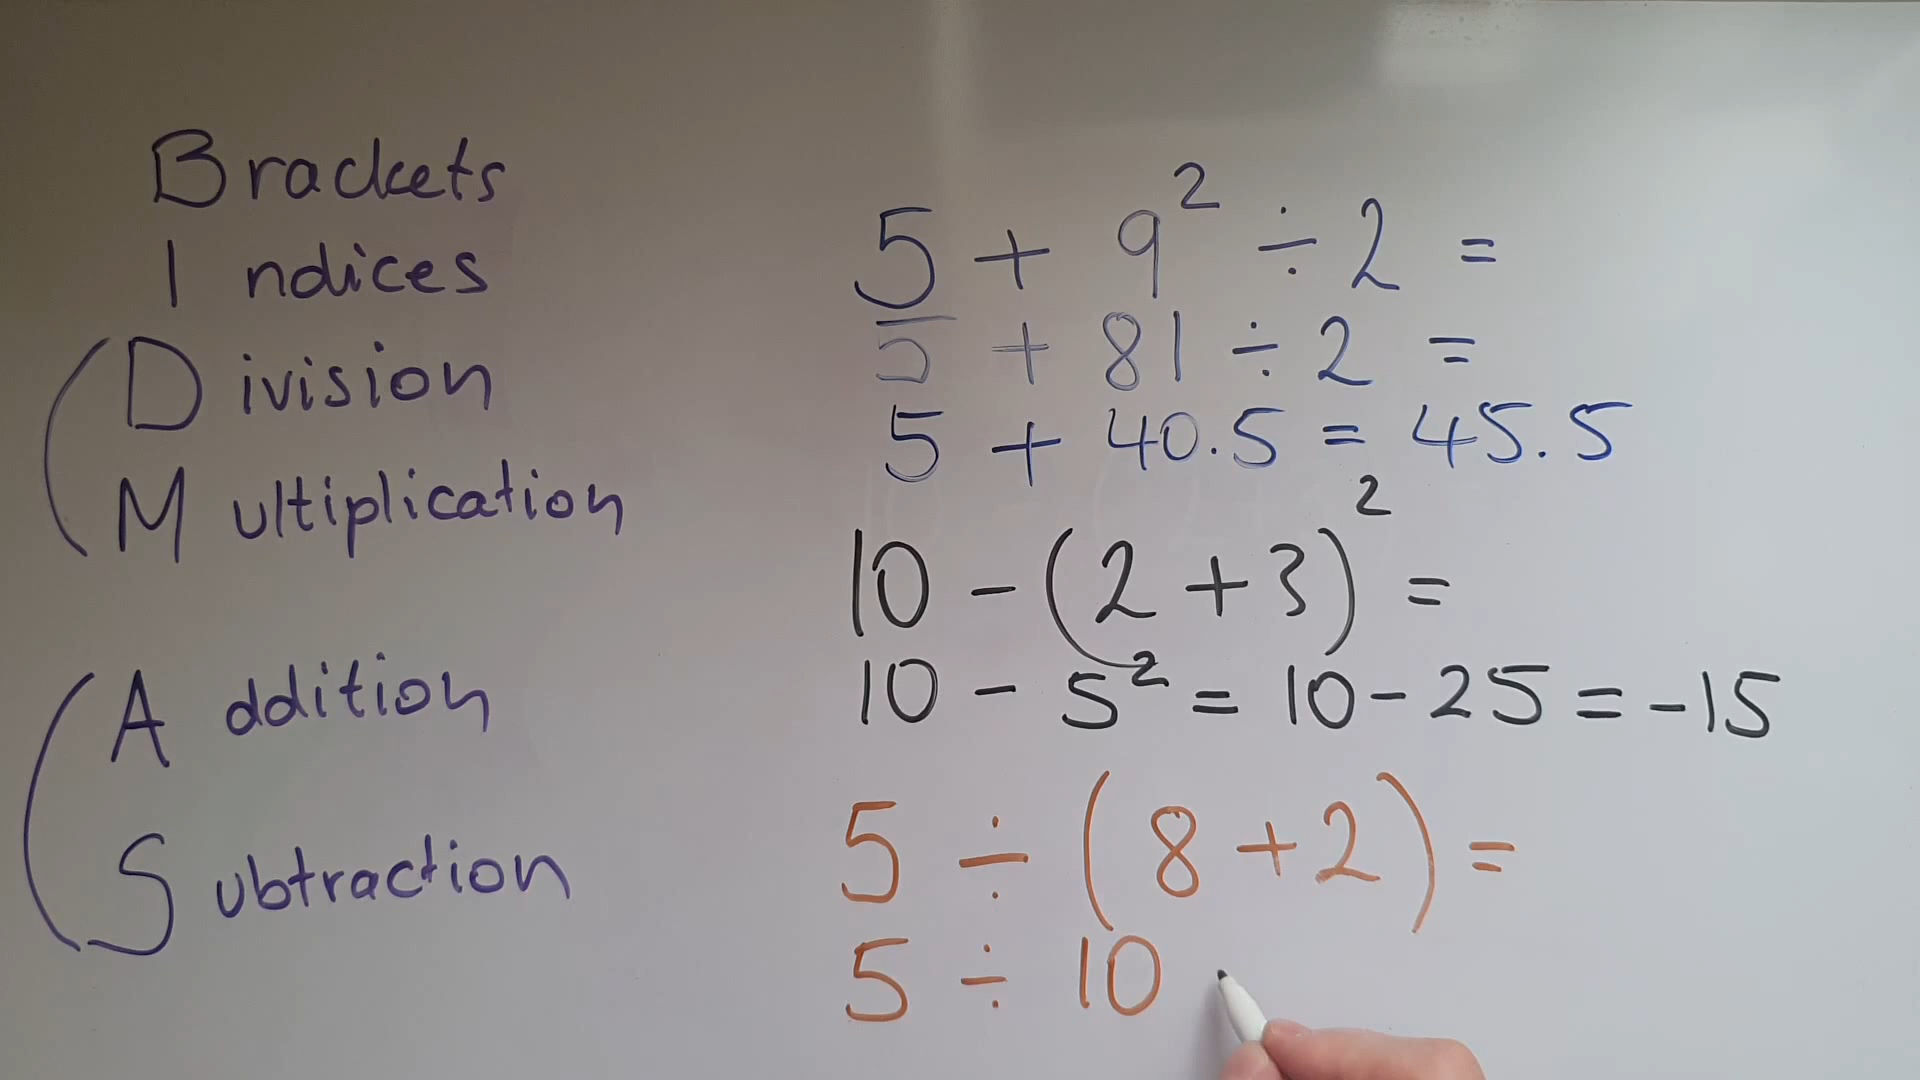 Brackets
Indices
(Division
Multiplication
(Addition
Subtraction
5 + 9² ÷ 2 =
5 + 81 ÷ 2 =
5 + 40.5 = 45.5
10 - (2 + 3)² =
10 - 5² = 10 - 25 = -15
5 ÷ (8 + 2) =
5 ÷ 10